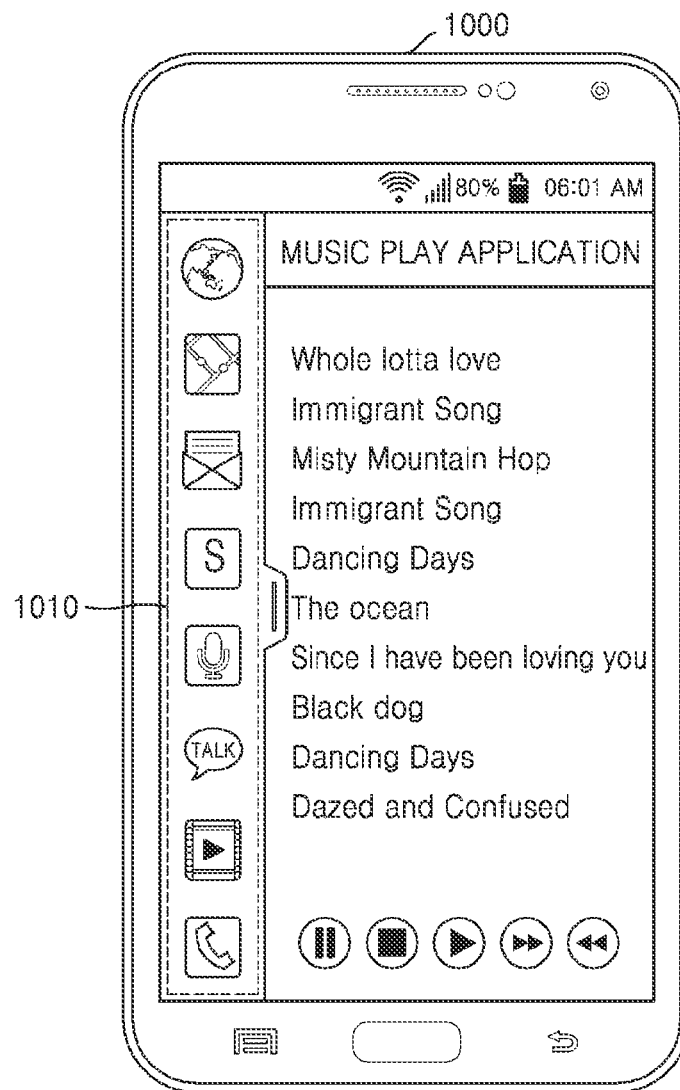 1000
80% 06:01 AM
MUSIC PLAY APPLICATION
Whole lotta love
Immigrant Song
Misty Mountain Hop
Immigrant Song
S
Dancing Days
1010
The ocean
Since I have been loving you
Black dog
TALK
Dancing Days
Dazed and Confused